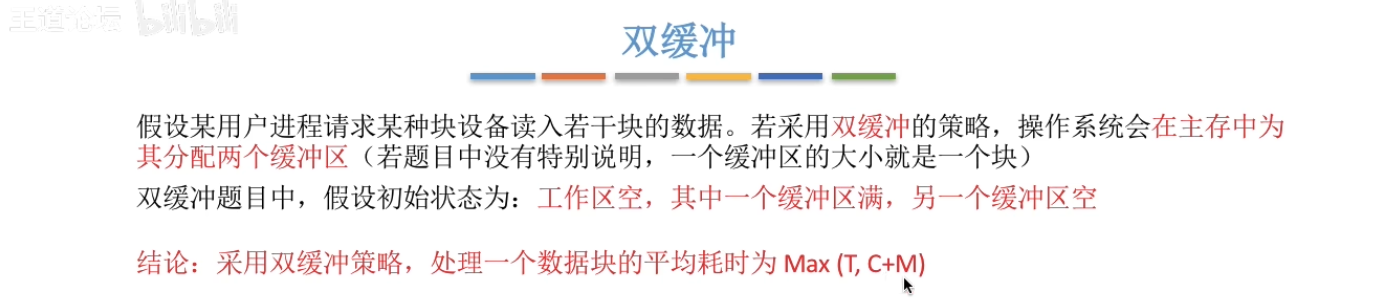 王道论坛 bilibili
双缓冲
假设某用户进程请求某种块设备读入若干块的数据。若采用双缓冲的策略，操作系统会在主存中为
其分配两个缓冲区（若题目中没有特别说明，一个缓冲区的大小就是一个块）
双缓冲题目中，假设初始状态为：工作区空，其中一个缓冲区满，另一个缓冲区空
结论：采用双缓冲策略，处理一个数据块的平均耗时为 Max (T, C+M)